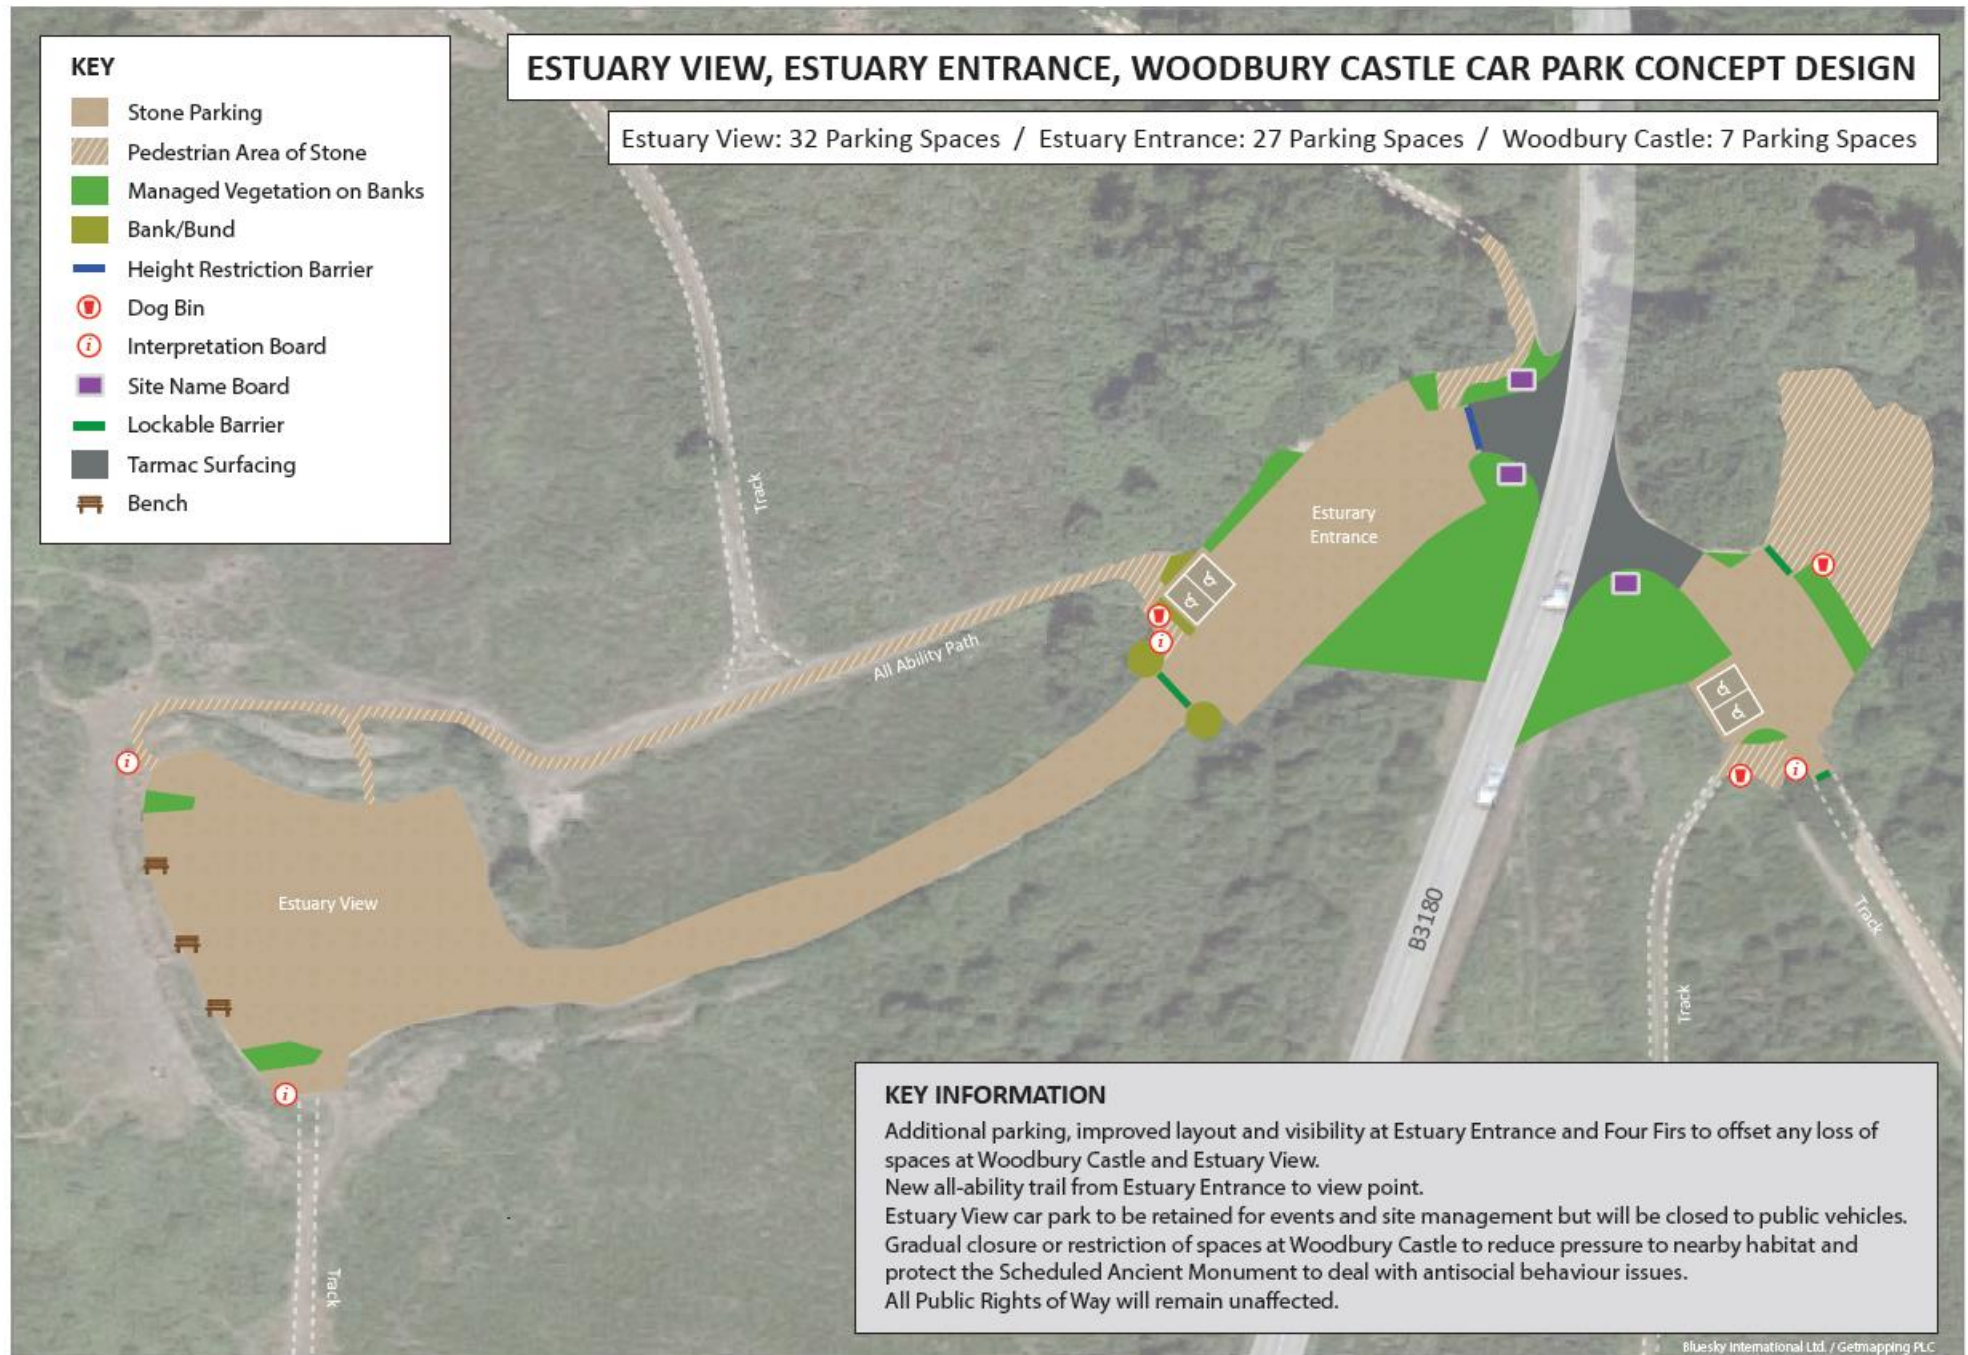 KEY
Stone Parking
Pedestrian Area of Stone
Managed Vegetation on Banks
Bank/Bund
Height Restriction Barrier
Dog Bin
Interpretation Board
Site Name Board
Lockable Barrier
Tarmac Surfacing
Bench
ESTUARY VIEW, ESTUARY ENTRANCE, WOODBURY CASTLE CAR PARK CONCEPT DESIGN
Estuary View: 32 Parking Spaces / Estuary Entrance: 27 Parking Spaces / Woodbury Castle: 7 Parking Spaces
Track
Esturary
Entrance
All Ability Path
Estuary View
B3180
Track
Track
Track
KEY INFORMATION
Additional parking, improved layout and visibility at Estuary Entrance and Four Firs to offset any loss of
spaces at Woodbury Castle and Estuary View.
New all-ability trail from Estuary Entrance to view point.
Estuary View car park to be retained for events and site management but will be closed to public vehicles.
Gradual closure or restriction of spaces at Woodbury Castle to reduce pressure to nearby habitat and
protect the Scheduled Ancient Monument to deal with antisocial behaviour issues.
All Public Rights of Way will remain unaffected.
Bluesky International Ltd. / Getmapping PLC